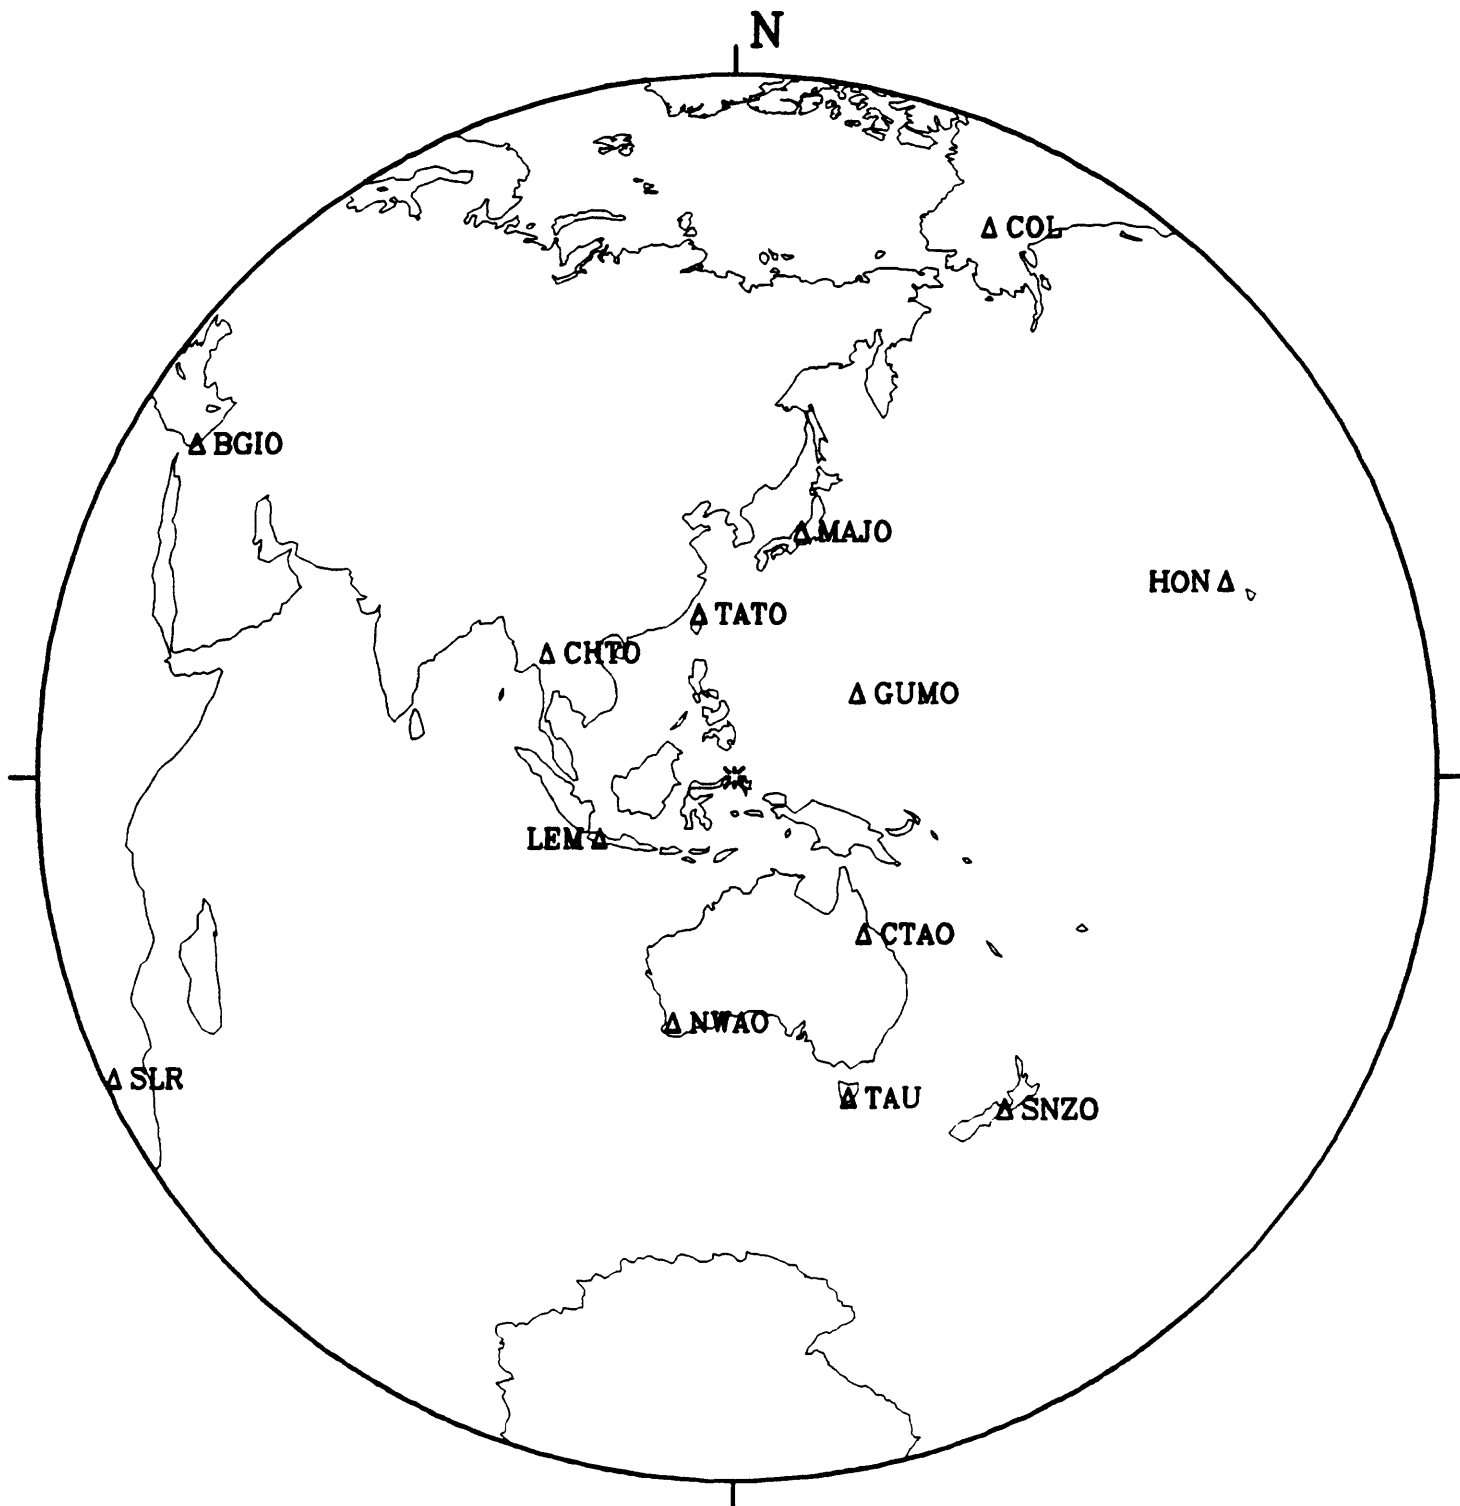 N
COL
BGIO
MAJO
HON
TATO
CHTO
GUMO
LEM
CTAO
NWAO
SLR
TAU
SNZO